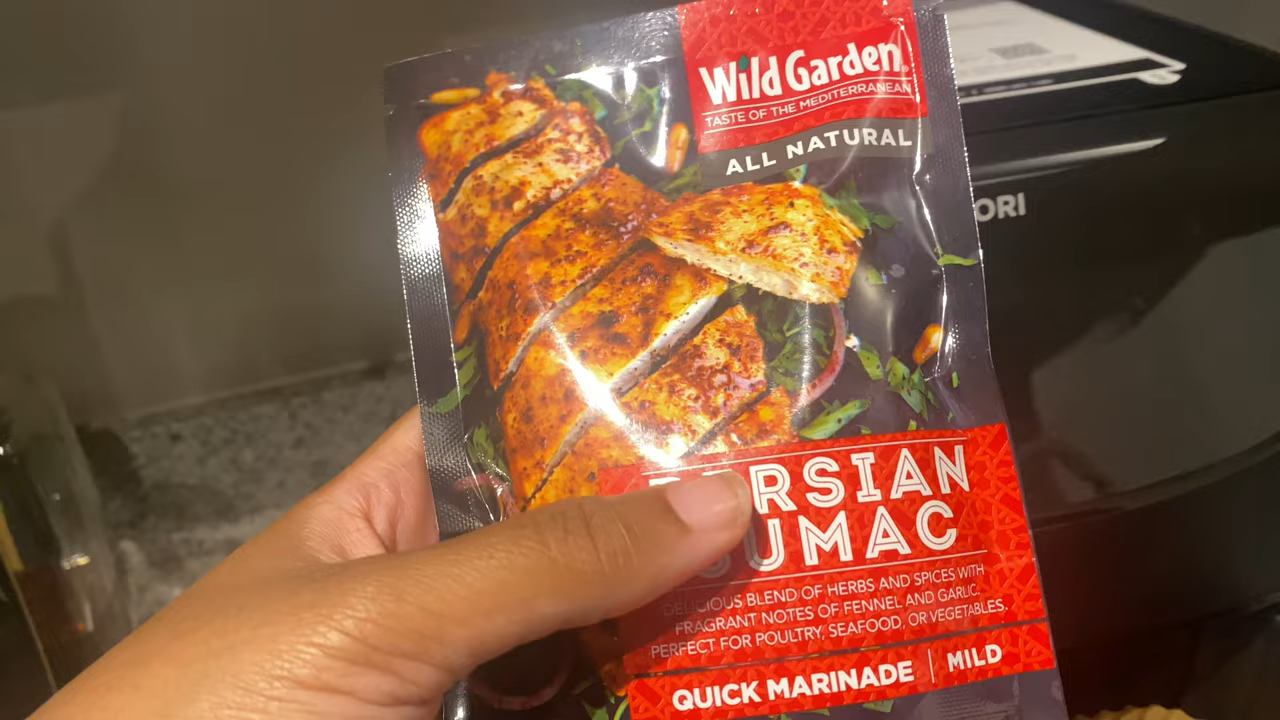 Wild Garden®
TASTE OF THE MEDITERRANEAN
ALL NATURAL
ORI
PERSIAN
SUMAC
DELICIOUS BLEND OF HERBS AND SPICES WITH
FRAGRANT NOTES OF FENNEL AND GARLIC.
PERFECT FOR POULTRY, SEAFOOD, OR VEGETABLES.
QUICK MARINADE | MILD